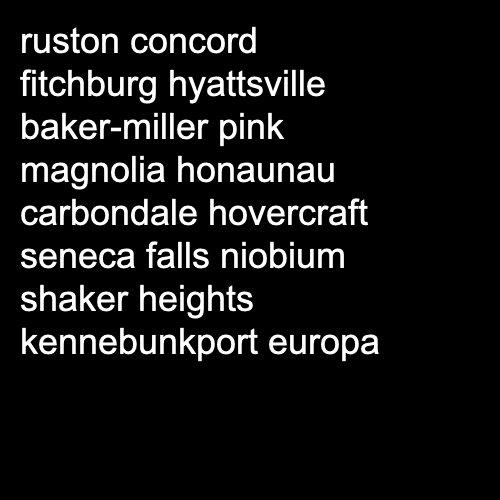 ruston concord
fitchburg hyattsville
baker-miller pink
magnolia honaunau
carbondale hovercraft
seneca falls niobium
shaker heights
kennebunkport europa